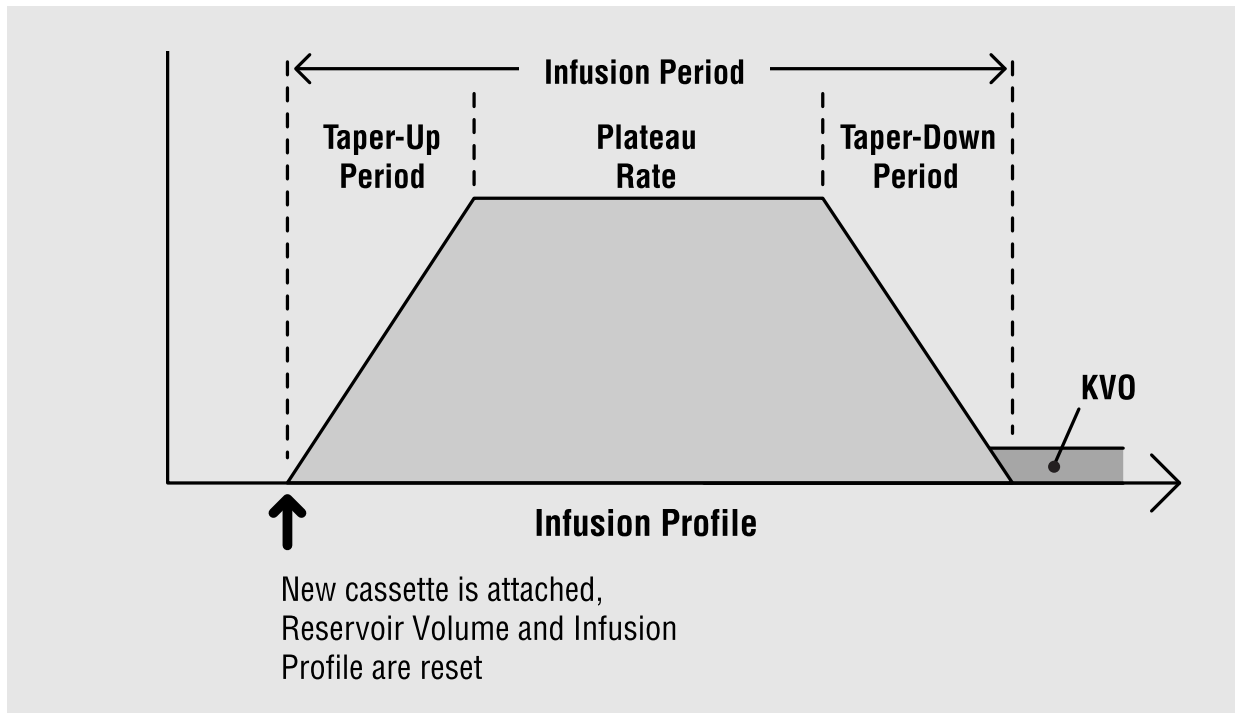 Infusion Period
Taper-Up
Period
Plateau
Rate
Taper-Down
Period
KVO
Infusion Profile
New cassette is attached,
Reservoir Volume and Infusion
Profile are reset